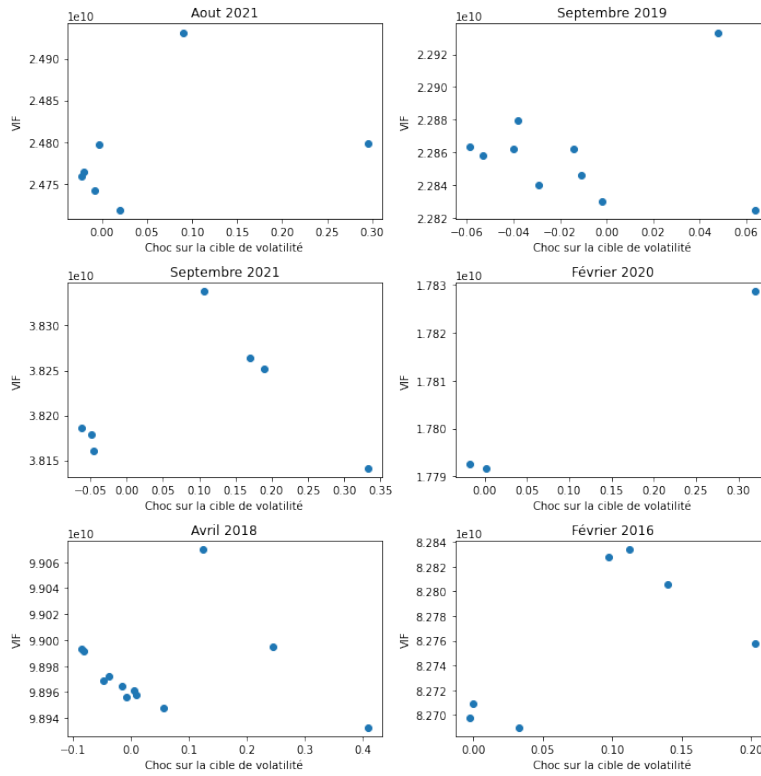 Aout 2021
1e10
2.490
2.485
2.480
2.475
VIF
0.00 0.05 0.10 0.15 0.20 0.25 0.30
Choc sur la cible de volatilité
Septembre 2019
1e10
2.292
2.290
2.288
2.286
2.284
2.282
VIF
−0.06 −0.04 −0.02 0.00 0.02 0.04 0.06
Choc sur la cible de volatilité
Septembre 2021
1e10
3.830
3.825
3.820
3.815
VIF
−0.05 0.00 0.05 0.10 0.15 0.20 0.25 0.30 0.35
Choc sur la cible de volatilité
Février 2020
1e10
1.783
1.782
1.781
1.780
1.779
VIF
0.00 0.05 0.10 0.15 0.20 0.25 0.30
Choc sur la cible de volatilité
Avril 2018
1e10
9.906
9.904
9.902
9.900
9.898
9.896
9.894
VIF
−0.1 0.0 0.1 0.2 0.3 0.4
Choc sur la cible de volatilité
Février 2016
1e10
8.284
8.282
8.280
8.278
8.276
8.274
8.272
8.270
VIF
0.00 0.05 0.10 0.15 0.20
Choc sur la cible de volatilité